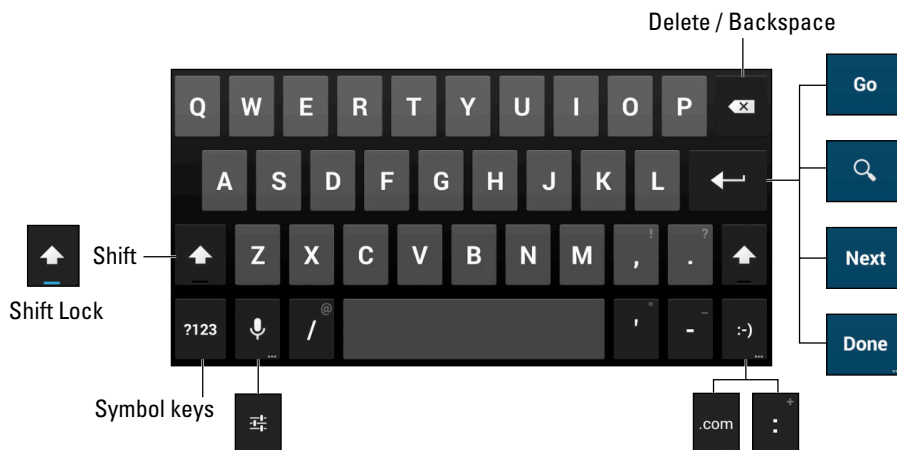 Delete / Backspace
Q W E R T Y U I O P
Go
A S D F G H J K L
Shift
Z X C V B N M , ! . ?
Next
Shift Lock
?123 / @ ' " - _ :-) ...
Done ...
...
Symbol keys
.com : +